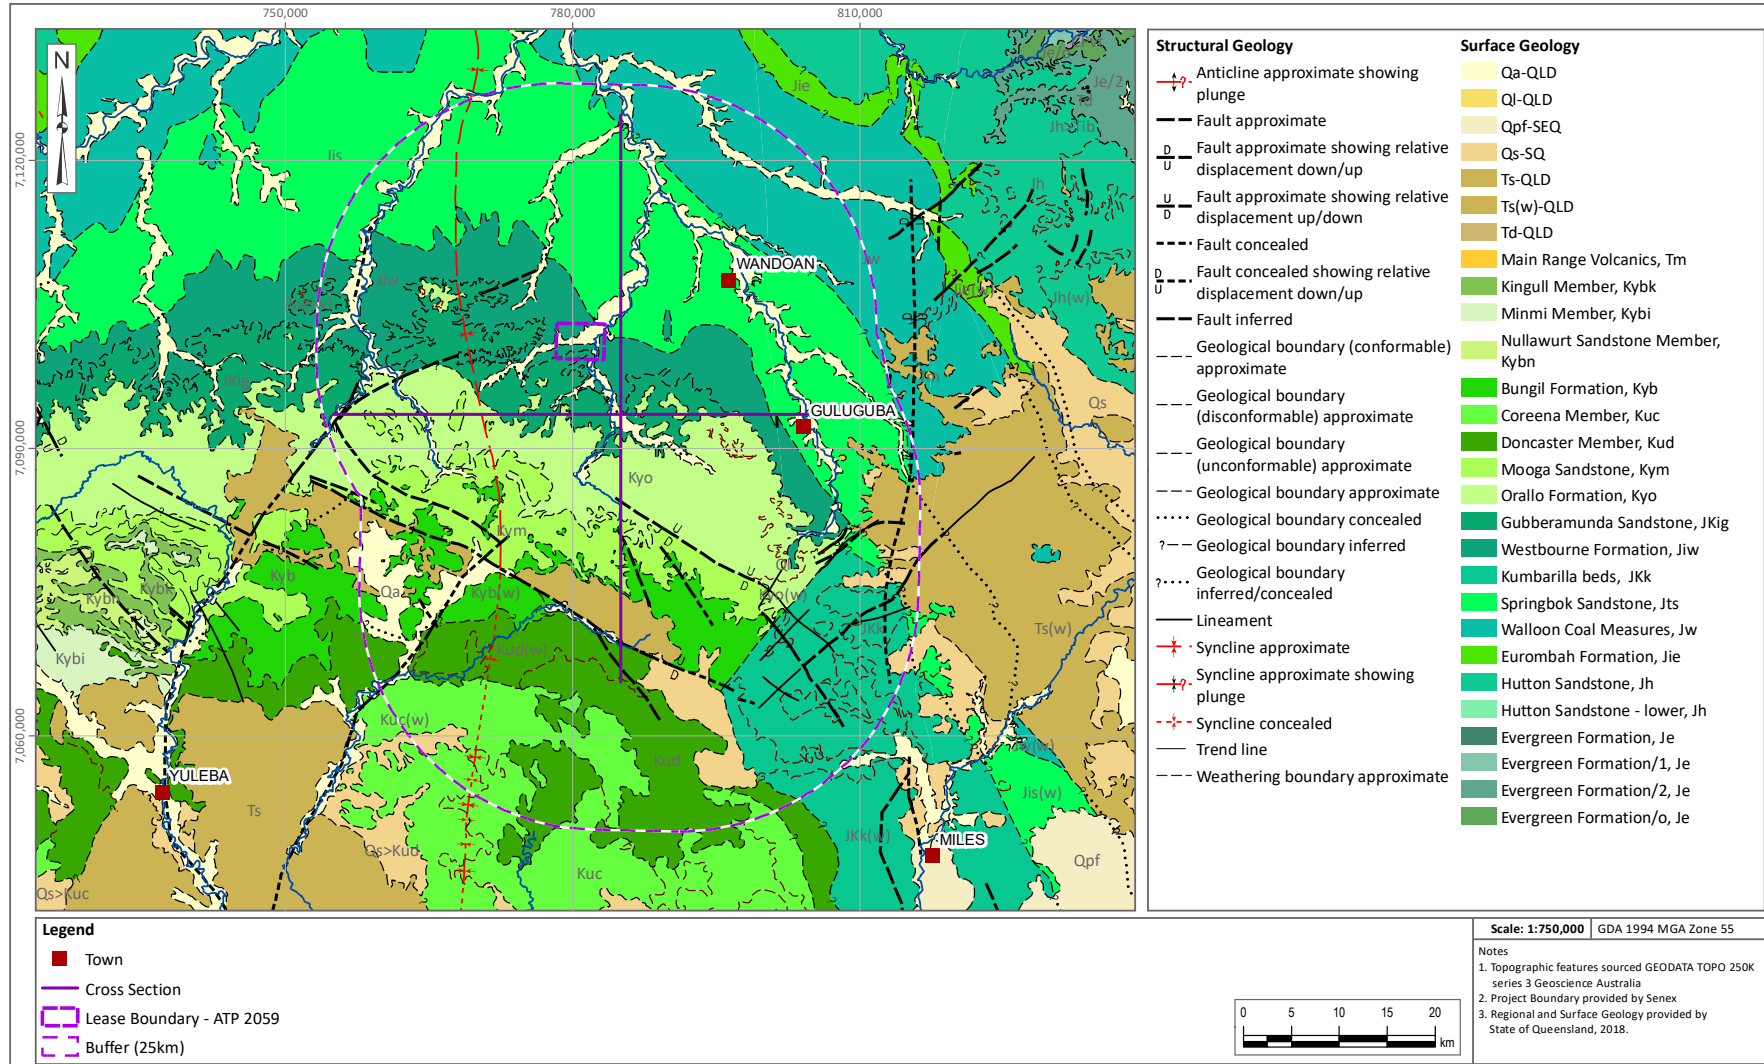 750,000
780,000
810,000
7,120,000
7,090,000
7,060,000
N
Jie
Je/2
Td
Jis
Jh
WANDOAN
Jw
Jiw
Jis(w)
Jh(w)
JKig
GULUGUBA
Qs
Kyo
U
D
Kym
Kyb
Qa
Kyb(w)
Kybn
Kybk
Kyo(w)
JKk
Ts(w)
Kybi
Kud(w)
Kuc(w)
Kud
YULEBA
Ts
Jis(w)
Qs>Kud
JKk(w)
MILES
Qpf
Kuc
Qs>Kuc
Structural Geology
Anticline approximate showing
plunge
Fault approximate
D
U
Fault approximate showing relative
displacement down/up
U
D
Fault approximate showing relative
displacement up/down
Fault concealed
D
U
Fault concealed showing relative
displacement down/up
Fault inferred
Geological boundary (conformable)
approximate
Geological boundary
(disconformable) approximate
Geological boundary
(unconformable) approximate
Geological boundary approximate
Geological boundary concealed
Geological boundary inferred
Geological boundary
inferred/concealed
Lineament
Syncline approximate
Syncline approximate showing
plunge
Syncline concealed
Trend line
Weathering boundary approximate
Surface Geology
Qa-QLD
Ql-QLD
Qpf-SEQ
Qs-SQ
Ts-QLD
Ts(w)-QLD
Td-QLD
Main Range Volcanics, Tm
Kingull Member, Kybk
Minmi Member, Kybi
Nullawurt Sandstone Member,
Kybn
Bungil Formation, Kyb
Coreena Member, Kuc
Doncaster Member, Kud
Mooga Sandstone, Kym
Orallo Formation, Kyo
Gubberamunda Sandstone, JKig
Westbourne Formation, Jiw
Kumbarilla beds, JKk
Springbok Sandstone, Jts
Walloon Coal Measures, Jw
Eurombah Formation, Jie
Hutton Sandstone, Jh
Hutton Sandstone - lower, Jh
Evergreen Formation, Je
Evergreen Formation/1, Je
Evergreen Formation/2, Je
Evergreen Formation/o, Je
Legend
Town
Cross Section
Lease Boundary - ATP 2059
Buffer (25km)
0 5 10 15 20
km
Scale: 1:750,000 GDA 1994 MGA Zone 55
Notes
1. Topographic features sourced GEODATA TOPO 250K
series 3 Geoscience Australia
2. Project Boundary provided by Senex
3. Regional and Surface Geology provided by
State of Queensland, 2018.